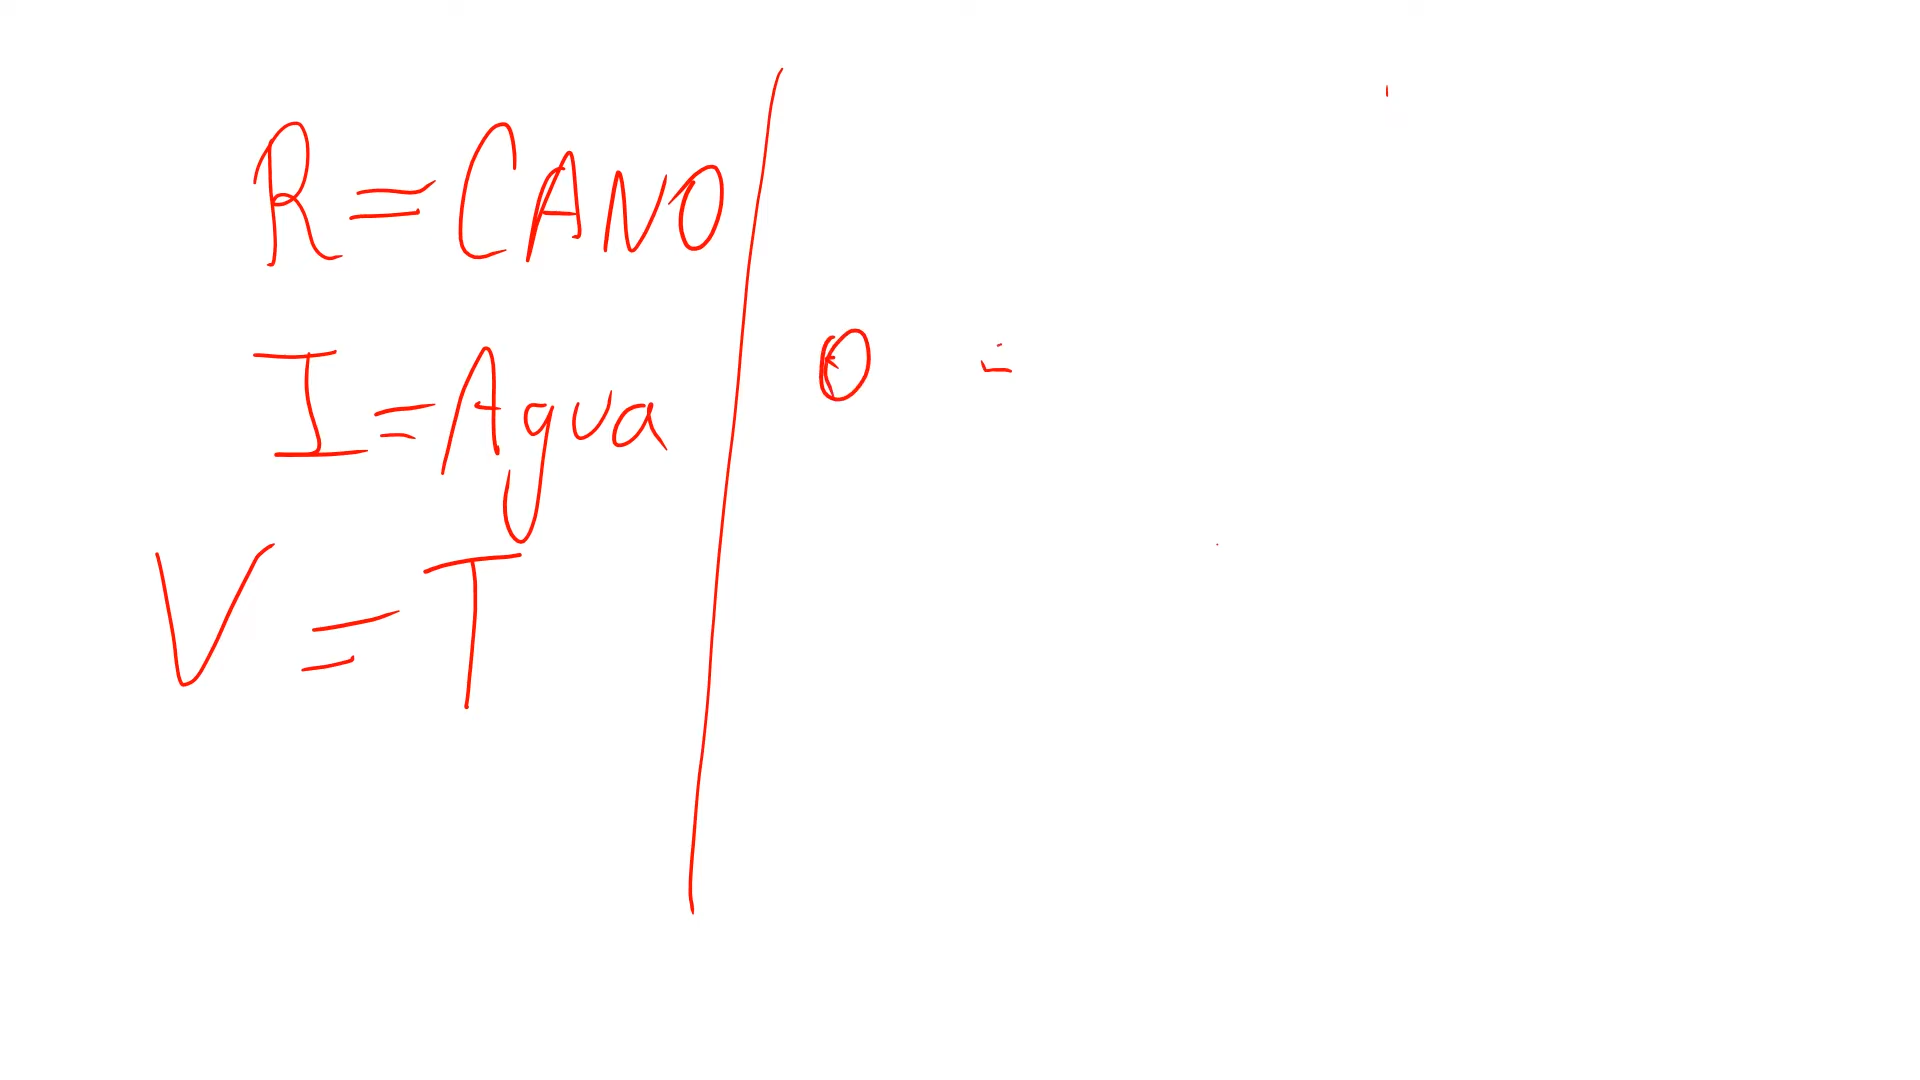 R=CANO
I=Agua
V=T
O =